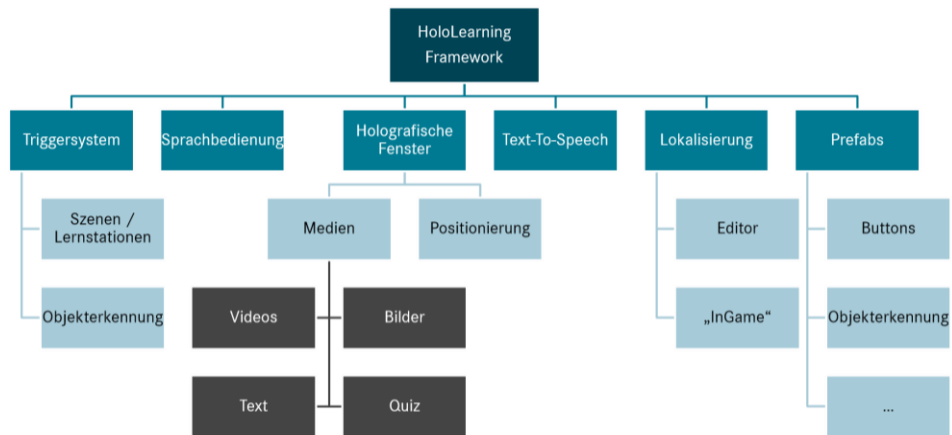 HoloLearning
Framework
Triggersystem
Sprachbedienung
Holografische
Fenster
Text-To-Speech
Lokalisierung
Prefabs
Szenen /
Lernstationen
Medien
Positionierung
Editor
Buttons
Objekterkennung
Videos
Bilder
„InGame“
Objekterkennung
Text
Quiz
...